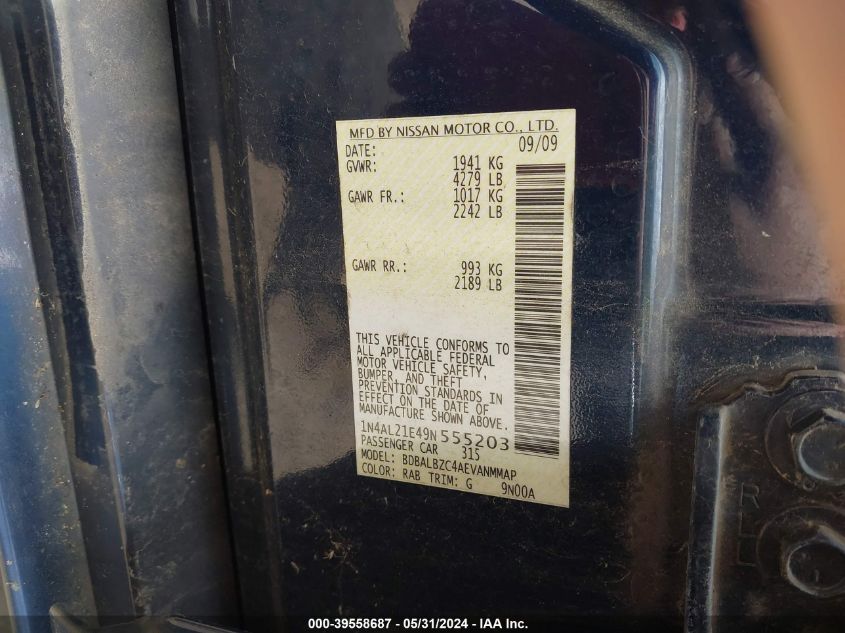 MFD BY NISSAN MOTOR CO., LTD.
DATE: 09/09
GVWR: 1941 KG
4279 LB
GAWR FR.: 1017 KG
2242 LB
GAWR RR.: 993 KG
2189 LB
THIS VEHICLE CONFORMS TO
ALL APPLICABLE FEDERAL
MOTOR VEHICLE SAFETY,
BUMPER, AND THEFT
PREVENTION STANDARDS IN
EFFECT ON THE DATE OF
MANUFACTURE SHOWN ABOVE.
1N4AL21E49N555203
PASSENGER CAR 315
MODEL: BDBALBZC4AEVANMMAP
COLOR: RAB TRIM: G 9N00A
R
L
000-39558687 - 05/31/2024 - IAA Inc.